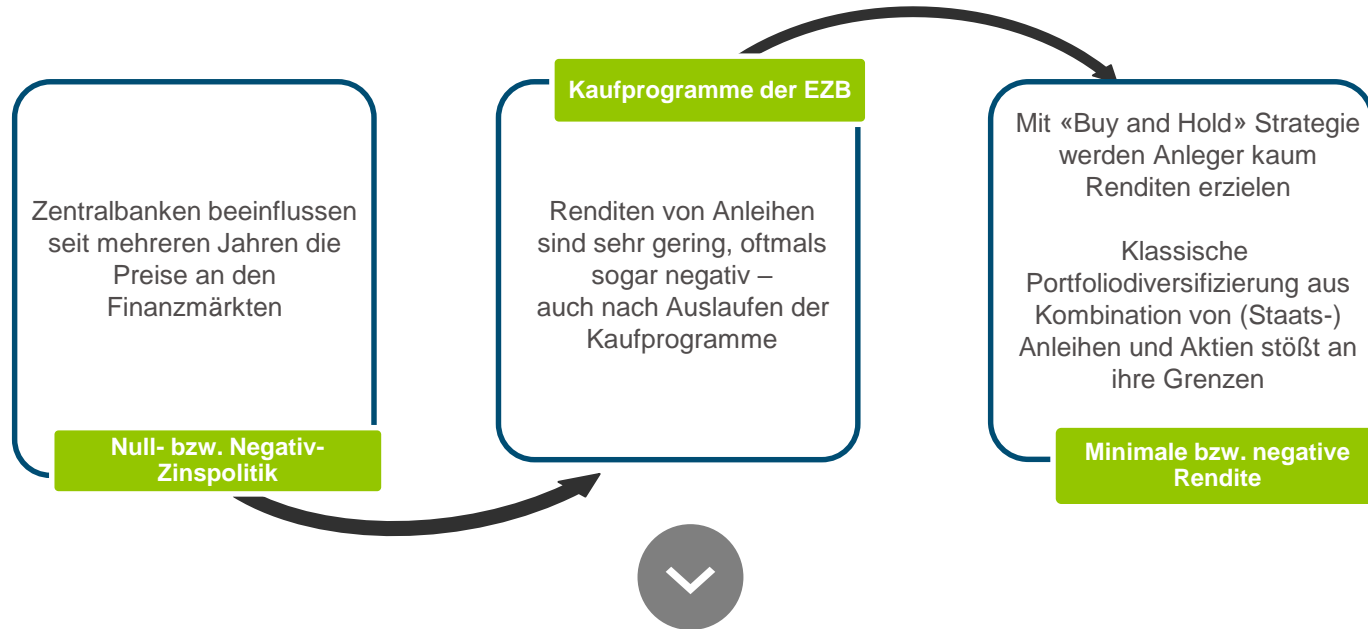 Zentralbanken beeinflussen
seit mehreren Jahren die
Preise an den
Finanzmärkten
Null- bzw. Negativ-
Zinspolitik
Kaufprogramme der EZB
Renditen von Anleihen
sind sehr gering, oftmals
sogar negativ –
auch nach Auslaufen der
Kaufprogramme
Mit «Buy and Hold» Strategie
werden Anleger kaum
Renditen erzielen
Klassische
Portfoliodiversifizierung aus
Kombination von (Staats-)
Anleihen und Aktien stößt an
ihre Grenzen
Minimale bzw. negative
Rendite